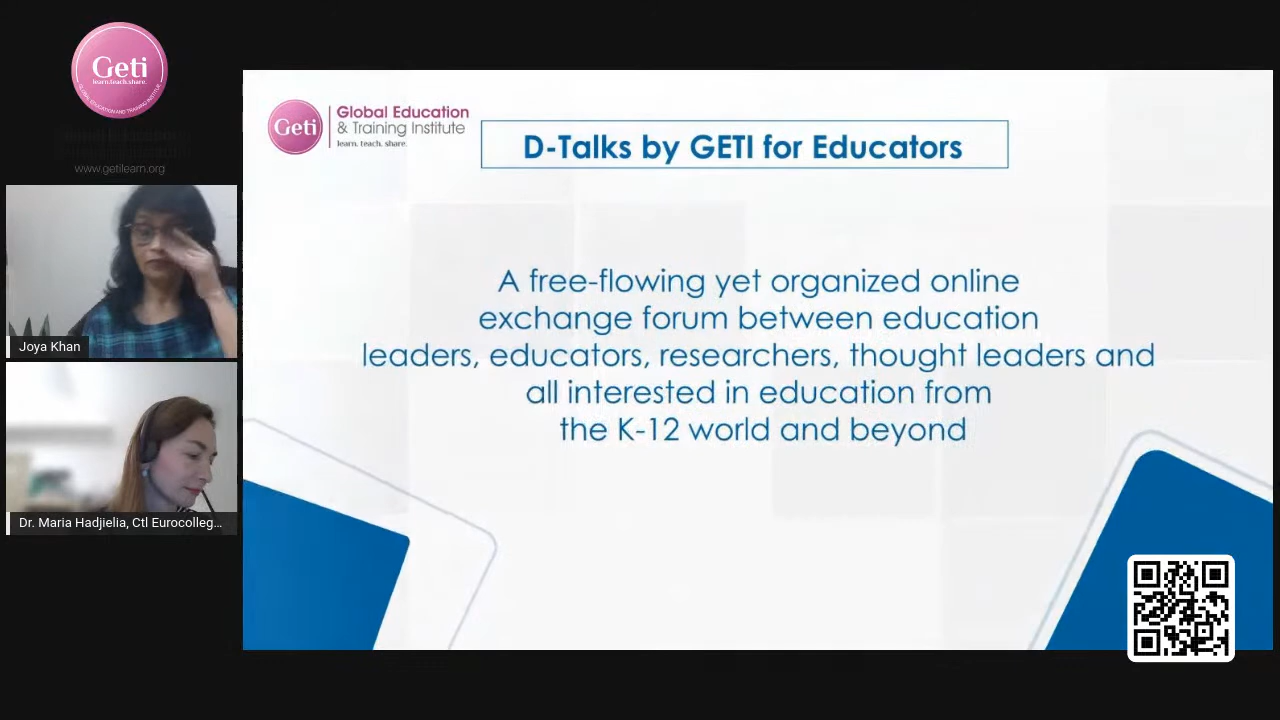 Geti
learn.teach.share.
www.getilearn.org
Joya Khan
Dr. Maria Hadjielia, Ctl Eurocolleg...
Geti
Global Education
& Training Institute
learn. teach. share.
D-Talks by GETI for Educators
A free-flowing yet organized online
exchange forum between education
leaders, educators, researchers, thought leaders and
all interested in education from
the K-12 world and beyond